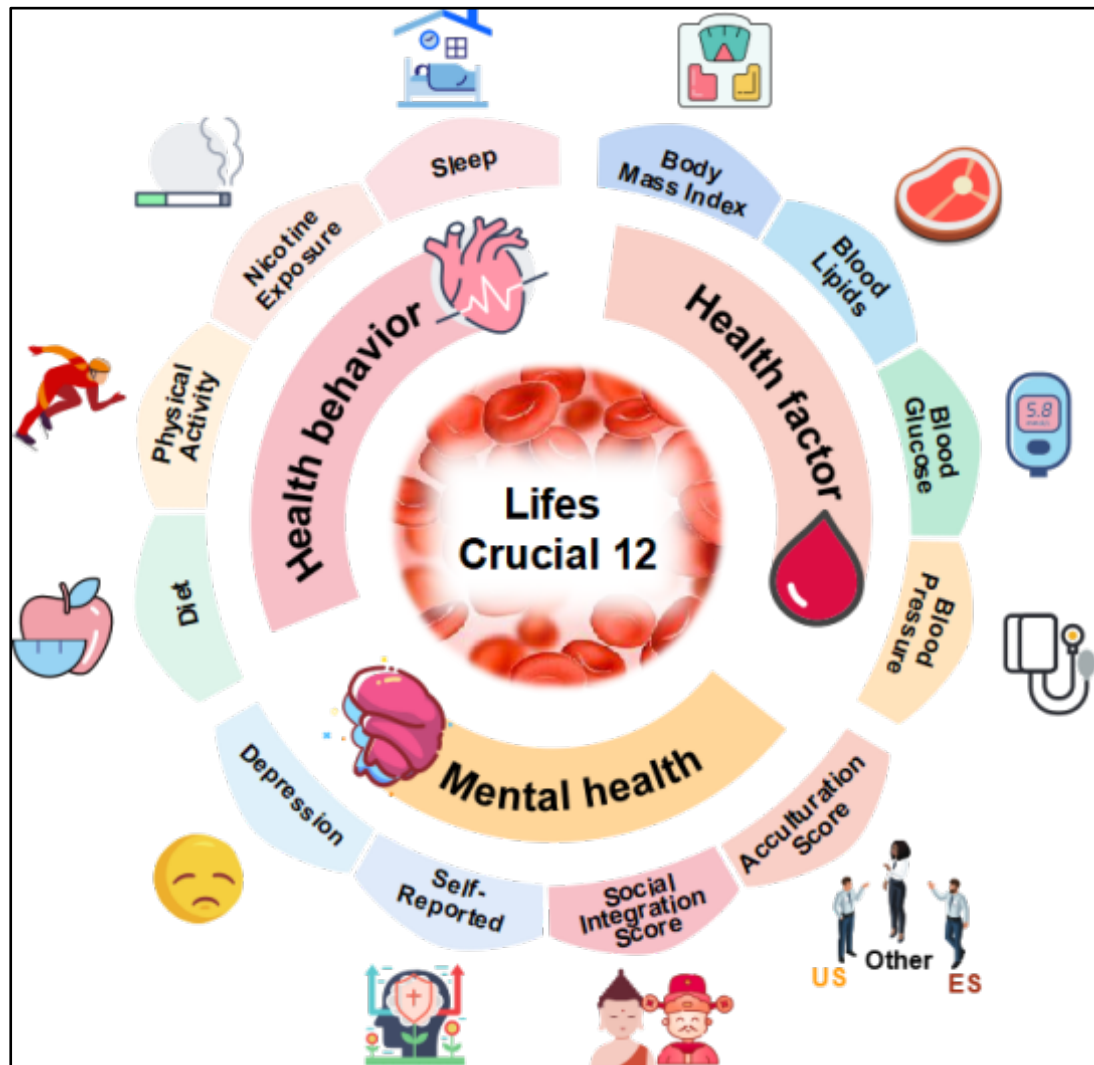 Sleep
Body
Mass Index
Nicotine
Exposure
Blood
Lipids
Health behavior
Health factor
Physical
Activity
Blood
Glucose
5.8
Lifes
Crucial 12
Diet
Blood
Pressure
Mental health
Depression
Self-
Reported
Social
Integration
Score
Acculturation
Score
US
Other
ES